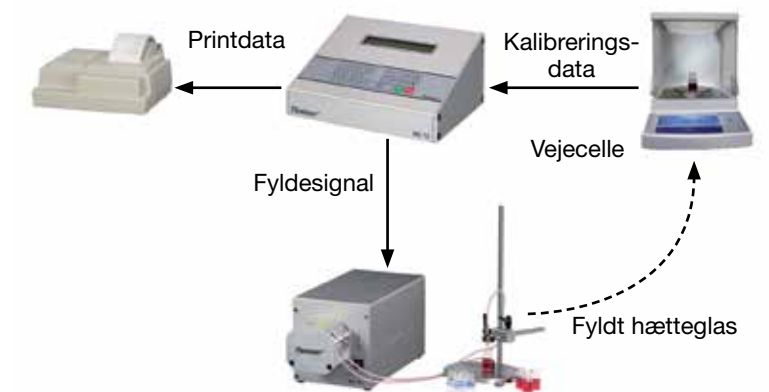 Printdata
Kalibrerings-
data
Vejecelle
Fyldesignal
Fyldt hætteglas